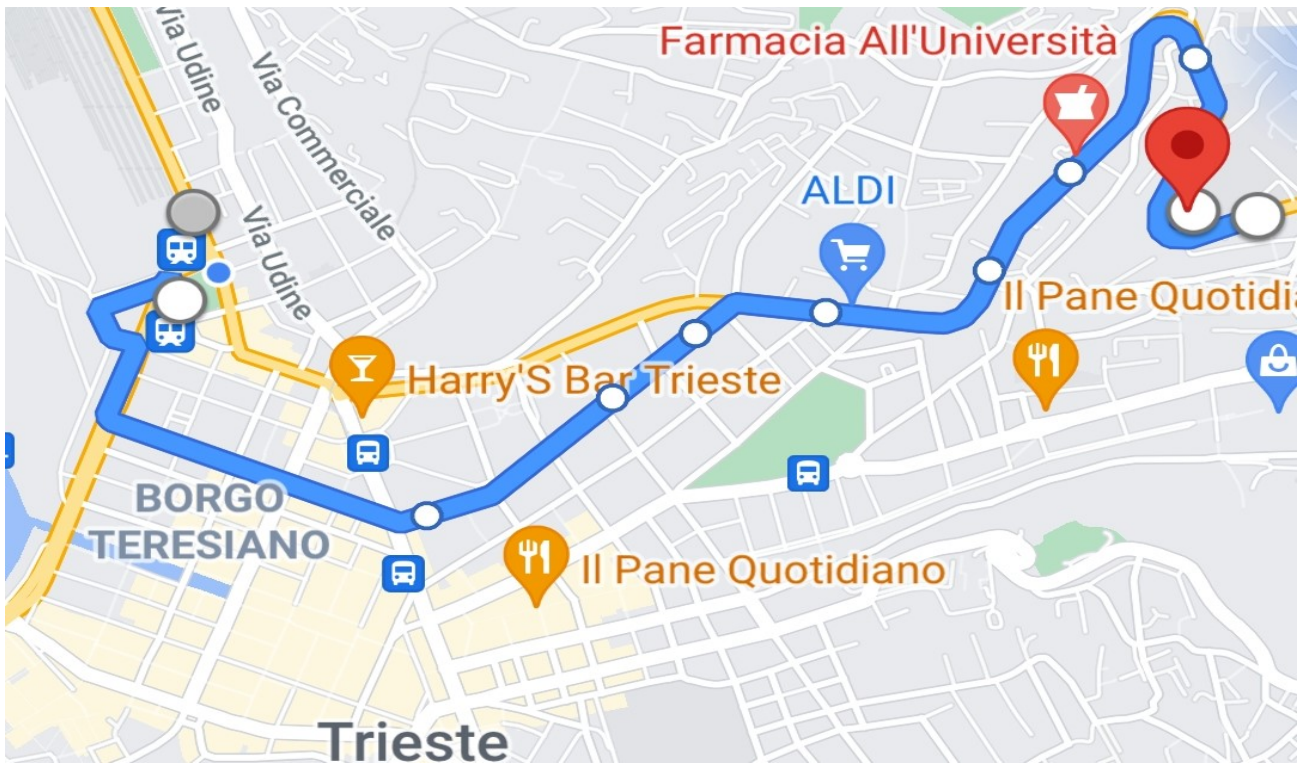 Via Udine
Farmacia All'Università
Via Commerciale
ALDI
Via Udine
Il Pane Quotidia
Harry'S Bar Trieste
BORGO
TERESIANO
Il Pane Quotidiano
Trieste